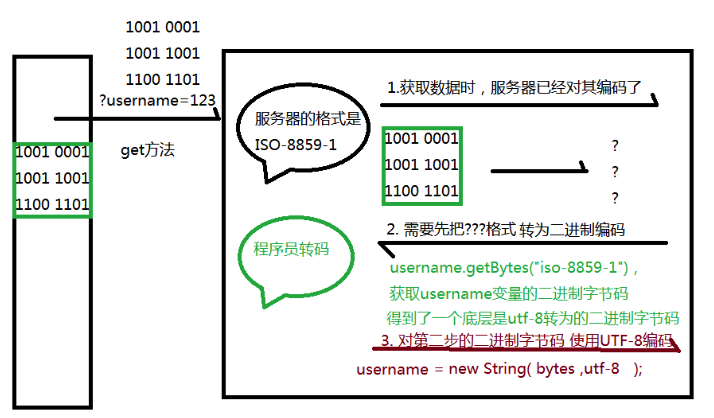 1001 0001
1001 1001
1100 1101
?username=123
get方法
1001 0001
1001 1001
1100 1101
服务器的格式是
ISO-8859-1
1.获取数据时，服务器已经对其编码了
1001 0001
1001 1001
1100 1101
?
?
?
程序员转码
2. 需要先把???格式 转为二进制编码
username.getBytes("iso-8859-1") ,
获取username变量的二进制字节码
得到了一个底层是utf-8转为的二进制字节码
3. 对第二步的二进制字节码 使用UTF-8编码
username = new String( bytes ,utf-8 );